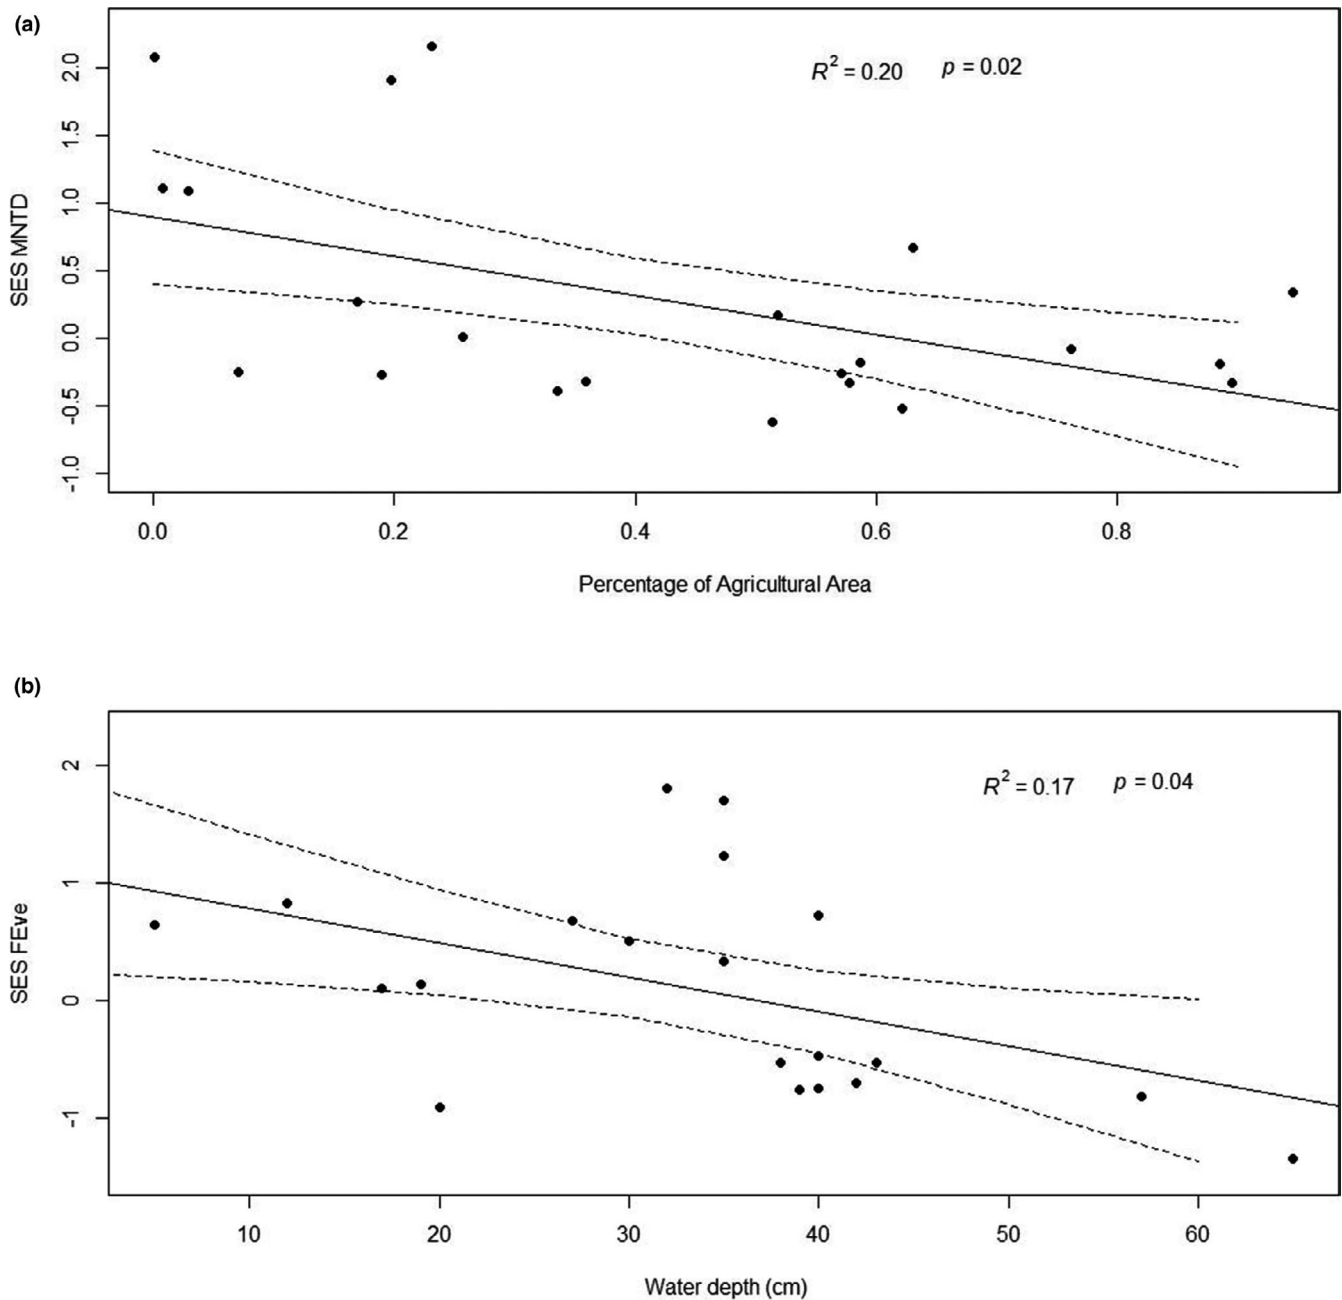 (a)
R² = 0.20 p = 0.02
SES MNTD
2.0
1.5
1.0
0.5
0.0
-0.5
-1.0
0.0 0.2 0.4 0.6 0.8
Percentage of Agricultural Area
(b)
R² = 0.17 p = 0.04
SES FEve
2
1
0
-1
10 20 30 40 50 60
Water depth (cm)